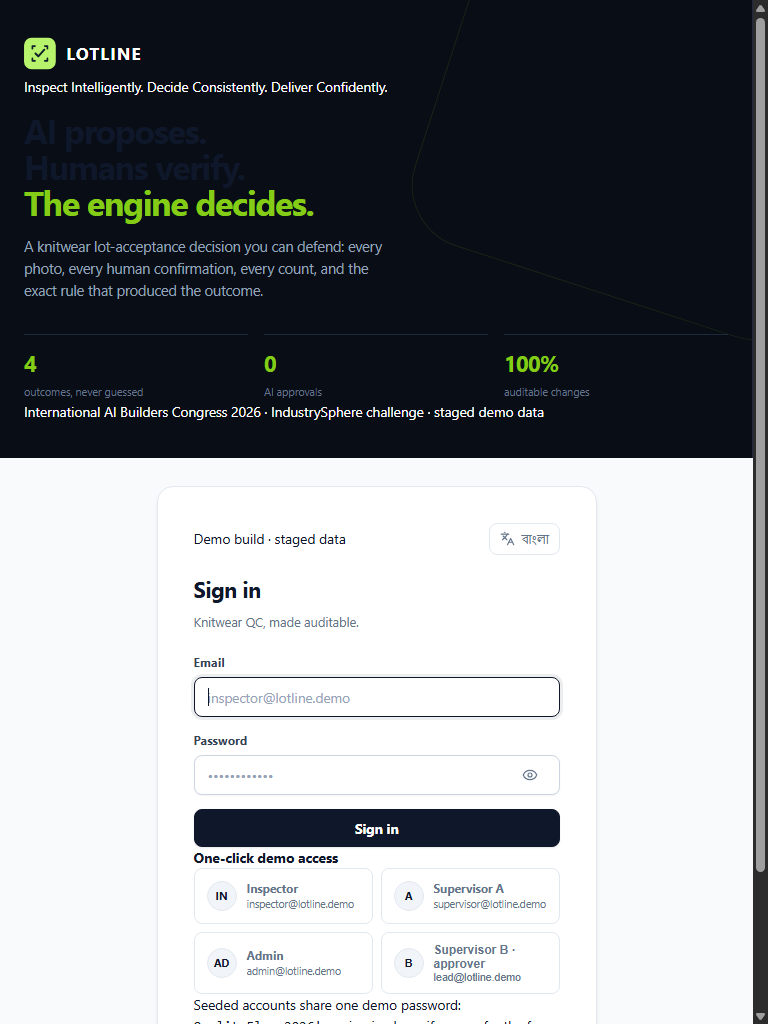 LOTLINE
Inspect Intelligently. Decide Consistently. Deliver Confidently.
AI proposes.
Humans verify.
The engine decides.
A knitwear lot-acceptance decision you can defend: every
photo, every human confirmation, every count, and the
exact rule that produced the outcome.
4
outcomes, never guessed
0
AI approvals
100%
auditable changes
International AI Builders Congress 2026 · IndustrySphere challenge · staged demo data
Demo build · staged data
বাংলা
Sign in
Knitwear QC, made auditable.
Email
inspector@lotline.demo
Password
Sign in
One-click demo access
IN
Inspector
inspector@lotline.demo
A
Supervisor A
supervisor@lotline.demo
AD
Admin
admin@lotline.demo
B
Supervisor B ·
approver
lead@lotline.demo
Seeded accounts share one demo password: